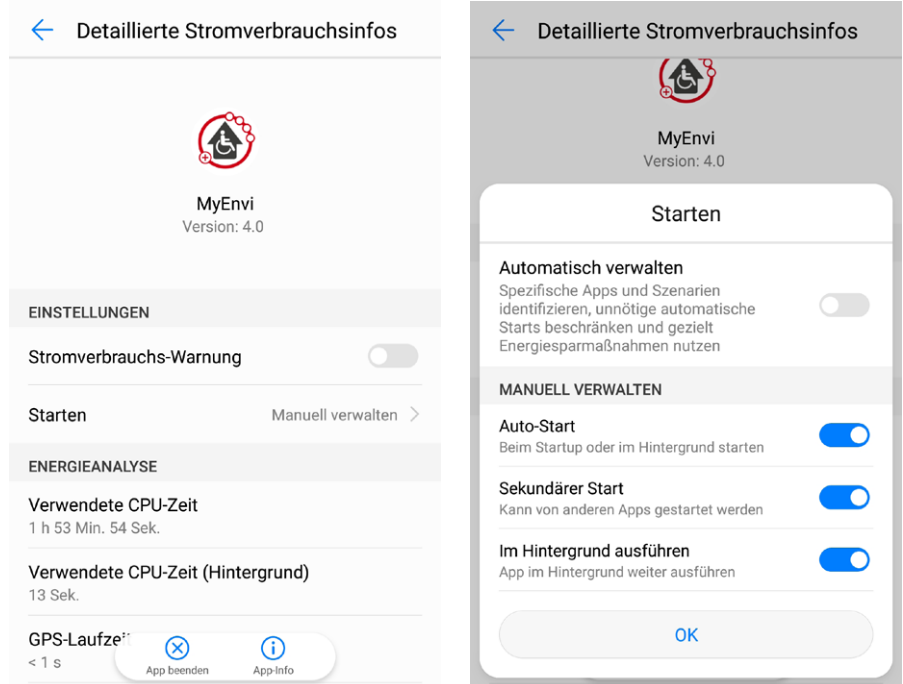 Detaillierte Stromverbrauchsinfos
MyEnvi
Version: 4.0
EINSTELLUNGEN
Stromverbrauchs-Warnung
Starten
Manuell verwalten
ENERGIEANALYSE
Verwendete CPU-Zeit
1 h 53 Min. 54 Sek.
Verwendete CPU-Zeit (Hintergrund)
13 Sek.
GPS-Laufzeit
< 1 s
App beenden
App-Info
Detaillierte Stromverbrauchsinfos
MyEnvi
Version: 4.0
Starten
Automatisch verwalten
Spezifische Apps und Szenarien
identifizieren, unnötige automatische
Starts beschränken und gezielt
Energiesparmaßnahmen nutzen
MANUELL VERWALTEN
Auto-Start
Beim Startup oder im Hintergrund starten
Sekundärer Start
Kann von anderen Apps gestartet werden
Im Hintergrund ausführen
App im Hintergrund weiter ausführen
OK